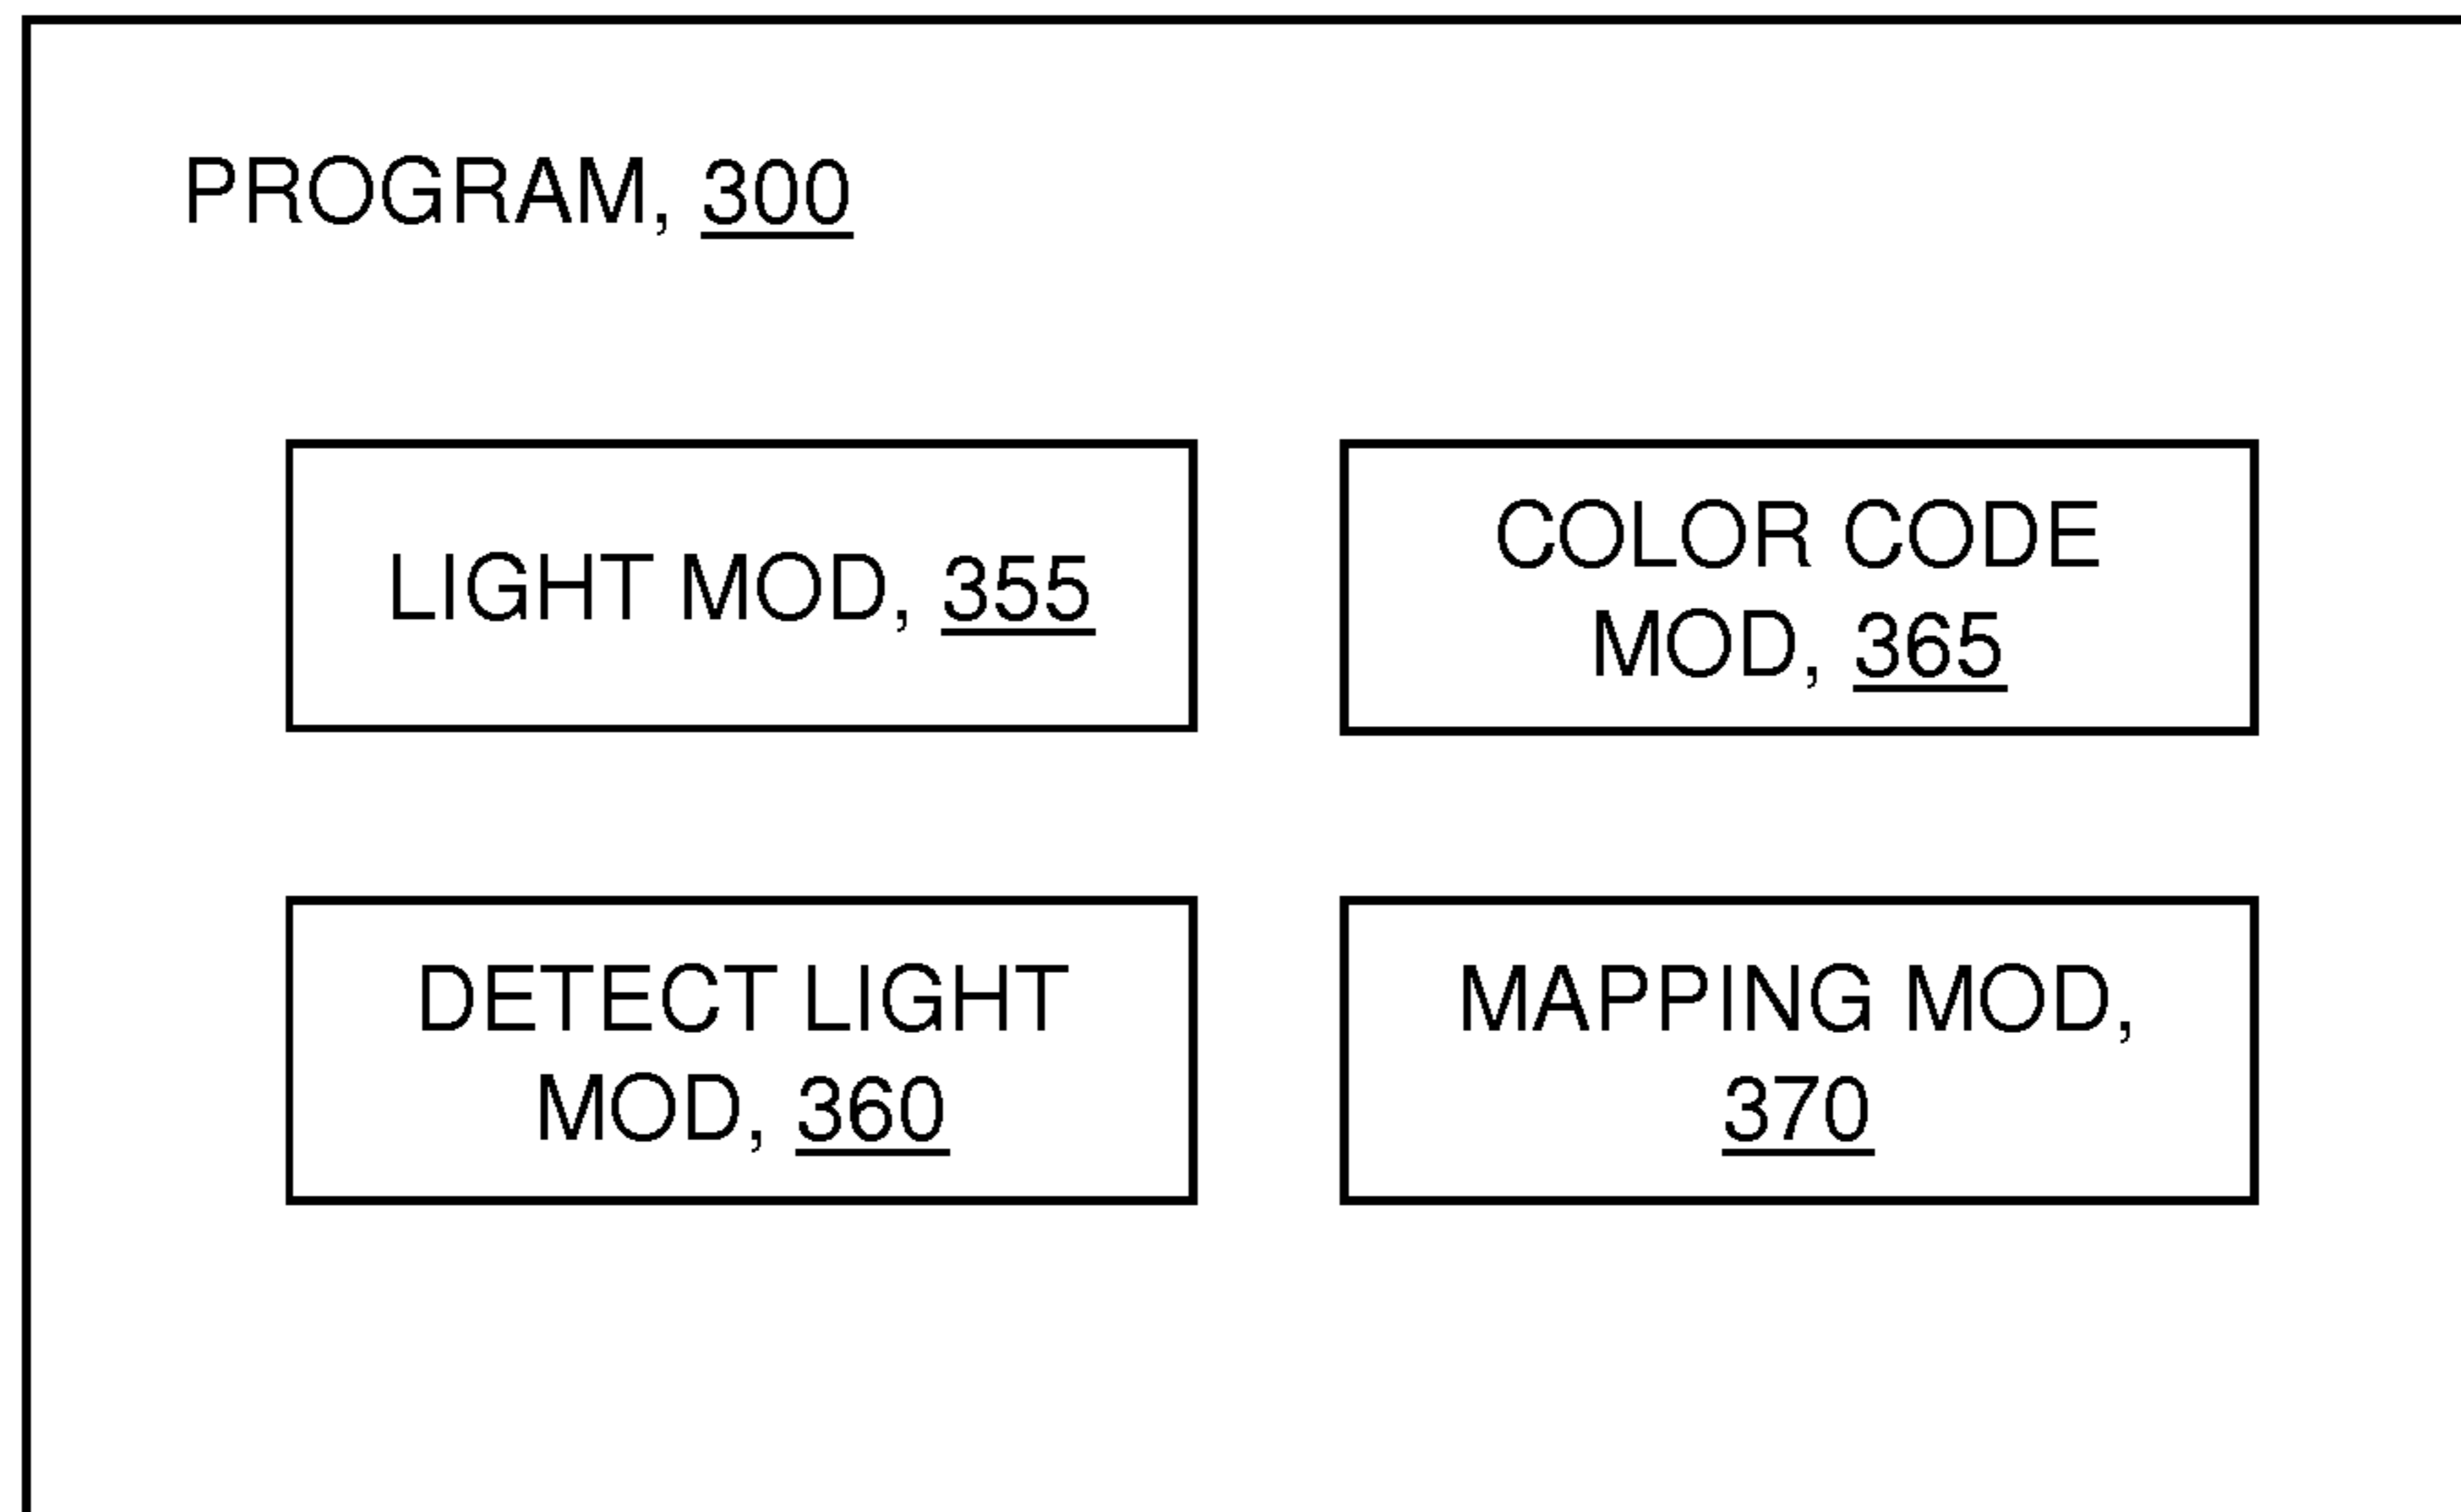 PROGRAM, 300
LIGHT MOD, 355
COLOR CODE
MOD, 365
DETECT LIGHT
MOD, 360
MAPPING MOD,
370